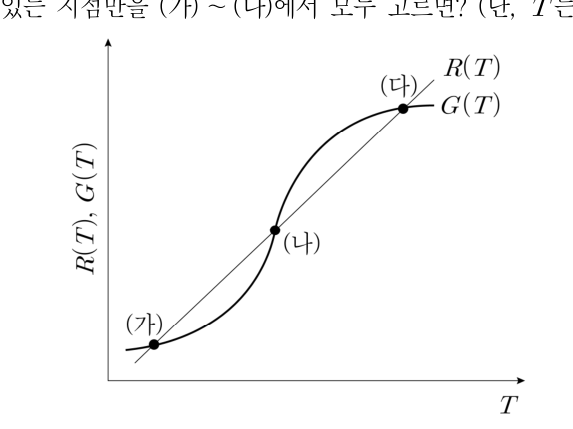 있는 지점만을 (가) ~ (다)에서 모두 고르면? (단, T는
R(T)
(다)
G(T)
R(T), G(T)
(나)
(가)
T